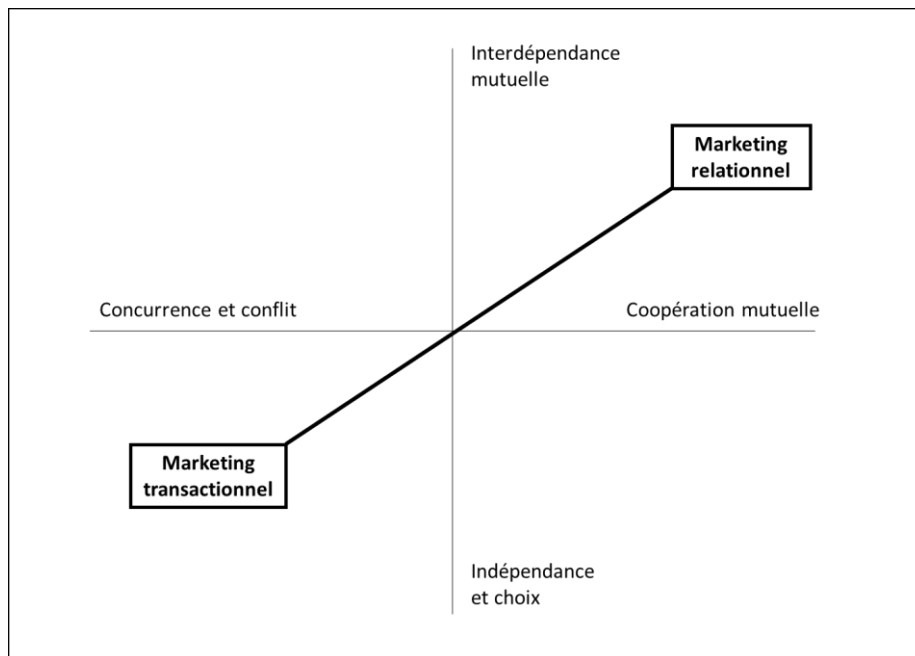 Interdépendance
mutuelle
Marketing
relationnel
Concurrence et conflit
Coopération mutuelle
Marketing
transactionnel
Indépendance
et choix